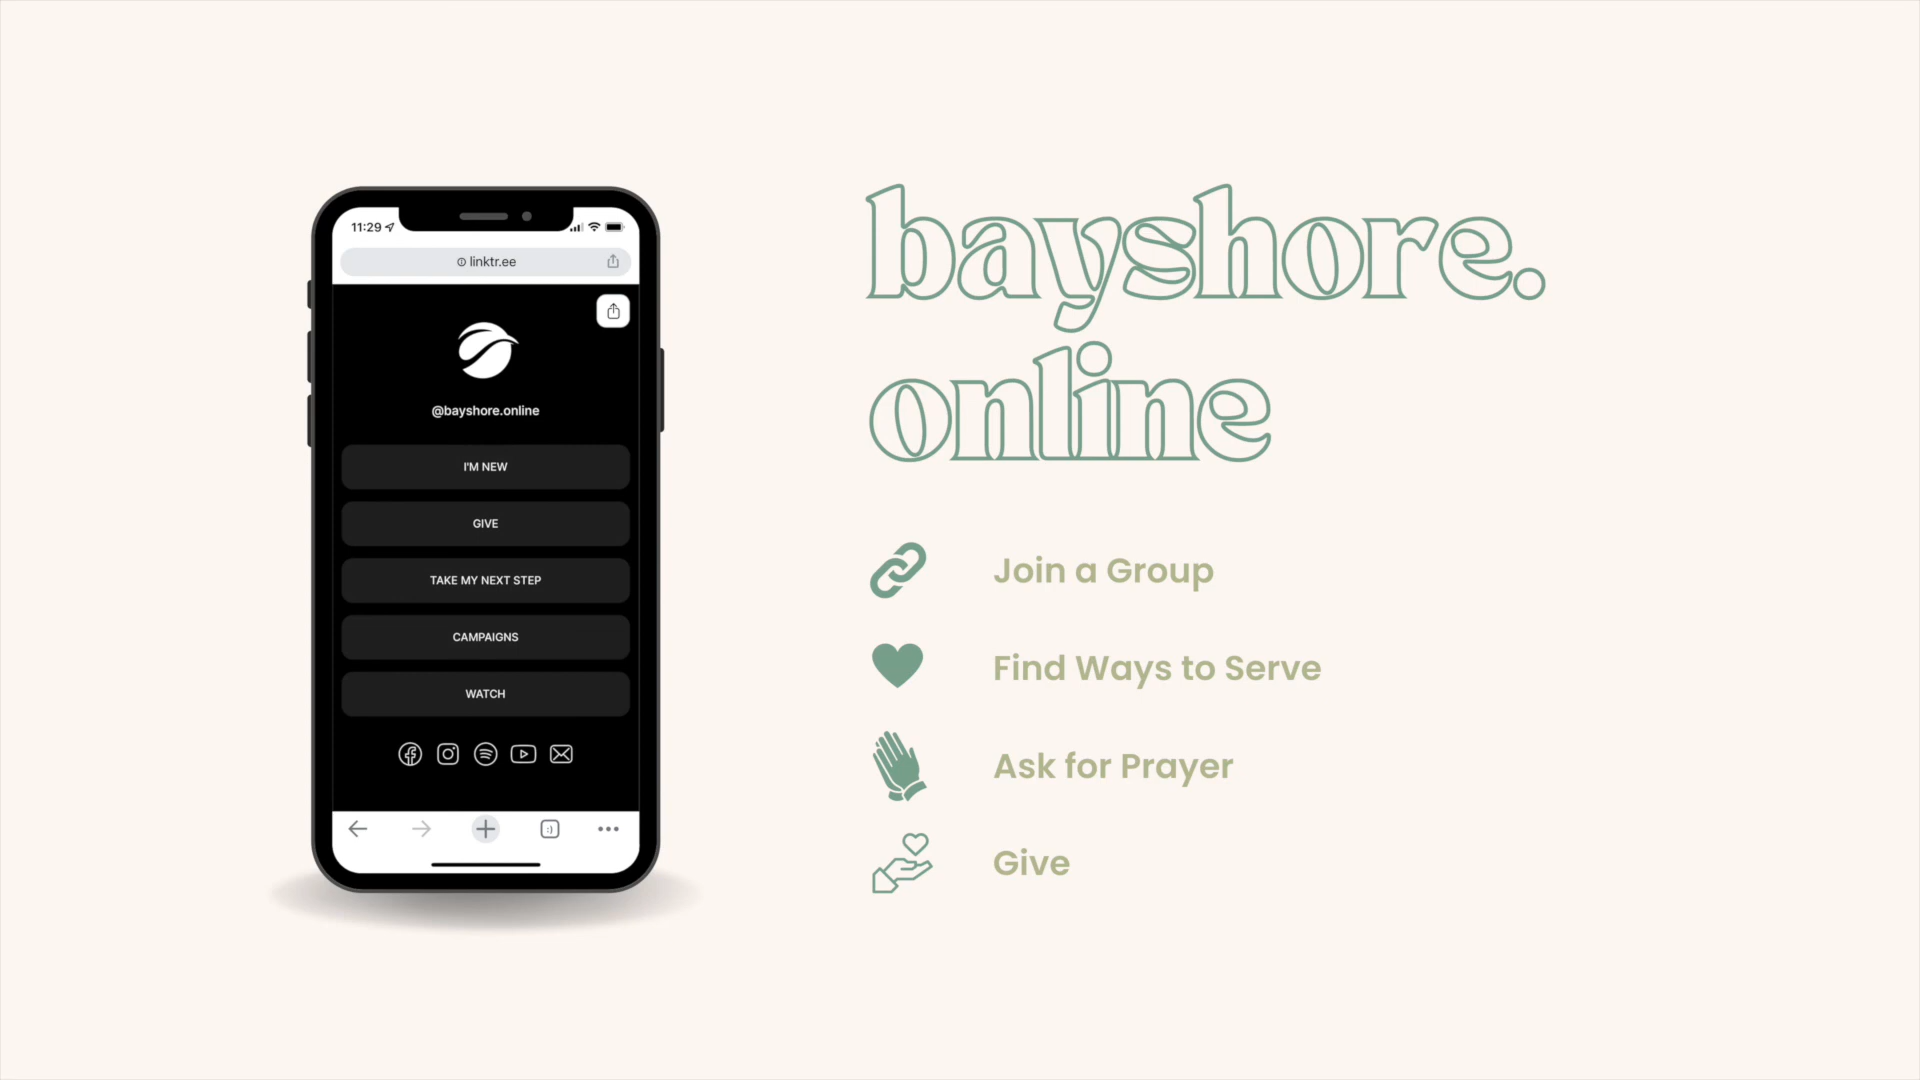 11:29
linktr.ee
@bayshore.online
I'M NEW
GIVE
TAKE MY NEXT STEP
CAMPAIGNS
WATCH
:)
bayshore.
online
Join a Group
Find Ways to Serve
Ask for Prayer
Give